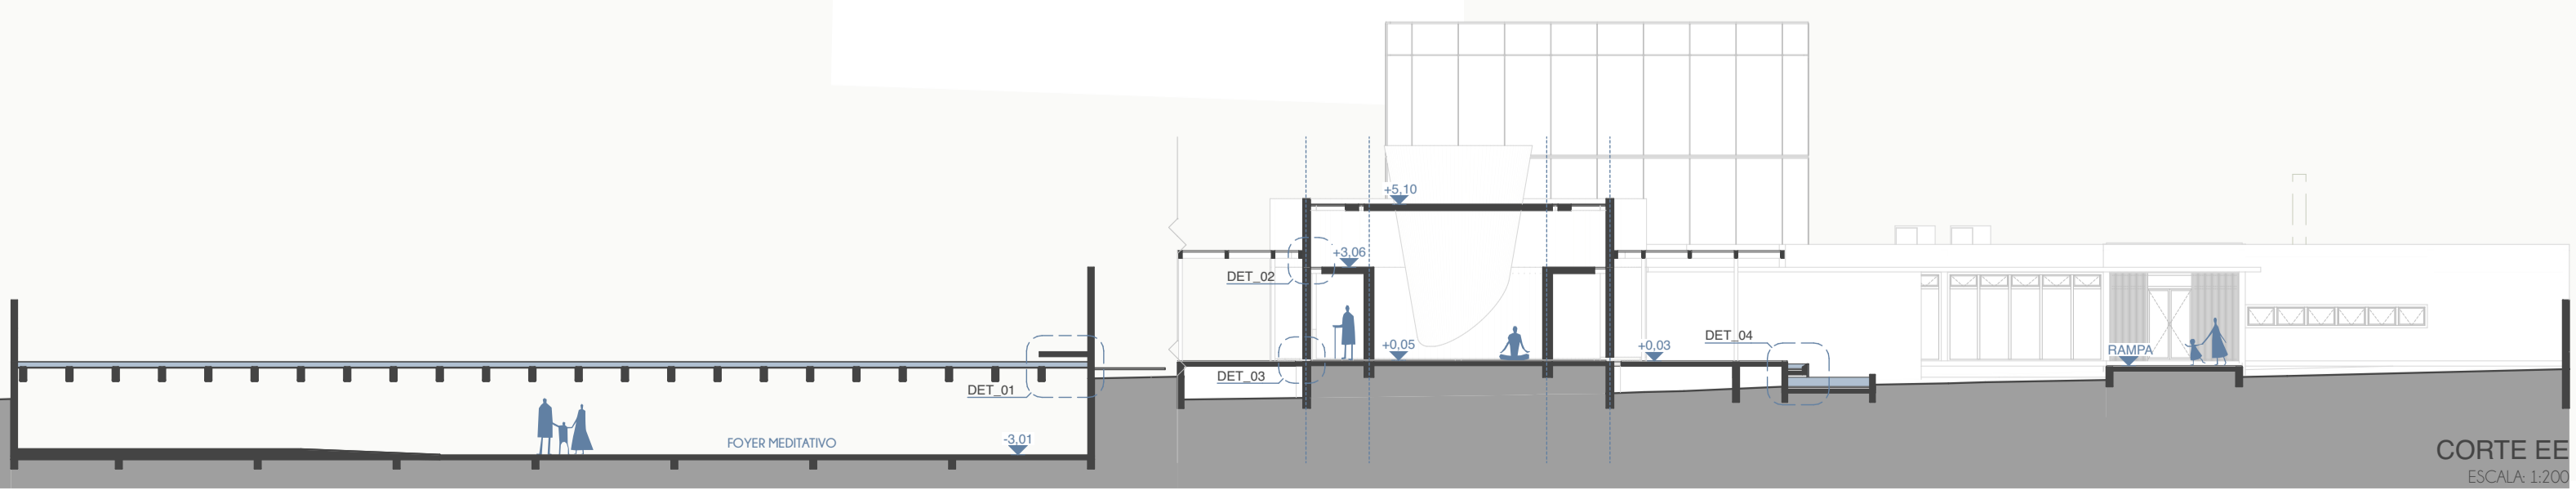 +5,10
+3,06
DET_02
DET_04
+0,05
+0,03
RAMPA
DET_03
DET_01
FOYER MEDITATIVO
-3,01
CORTE EE
ESCALA: 1:200